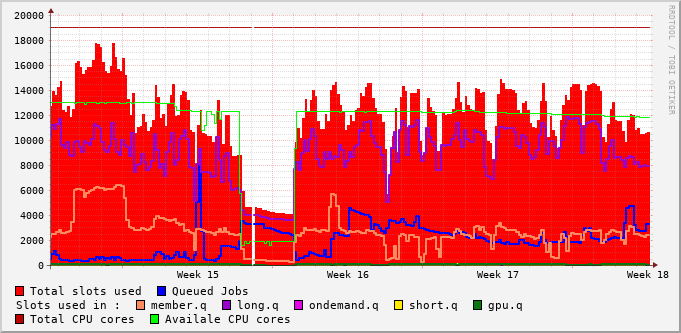 20000
18000
16000
14000
12000
10000
8000
6000
4000
2000
0
Week 15 Week 16 Week 17 Week 18
RRDTOOL / TOBI OETIKER
Total slots used Queued Jobs
Slots used in : member.q long.q ondemand.q short.q gpu.q
Total CPU cores Availale CPU cores